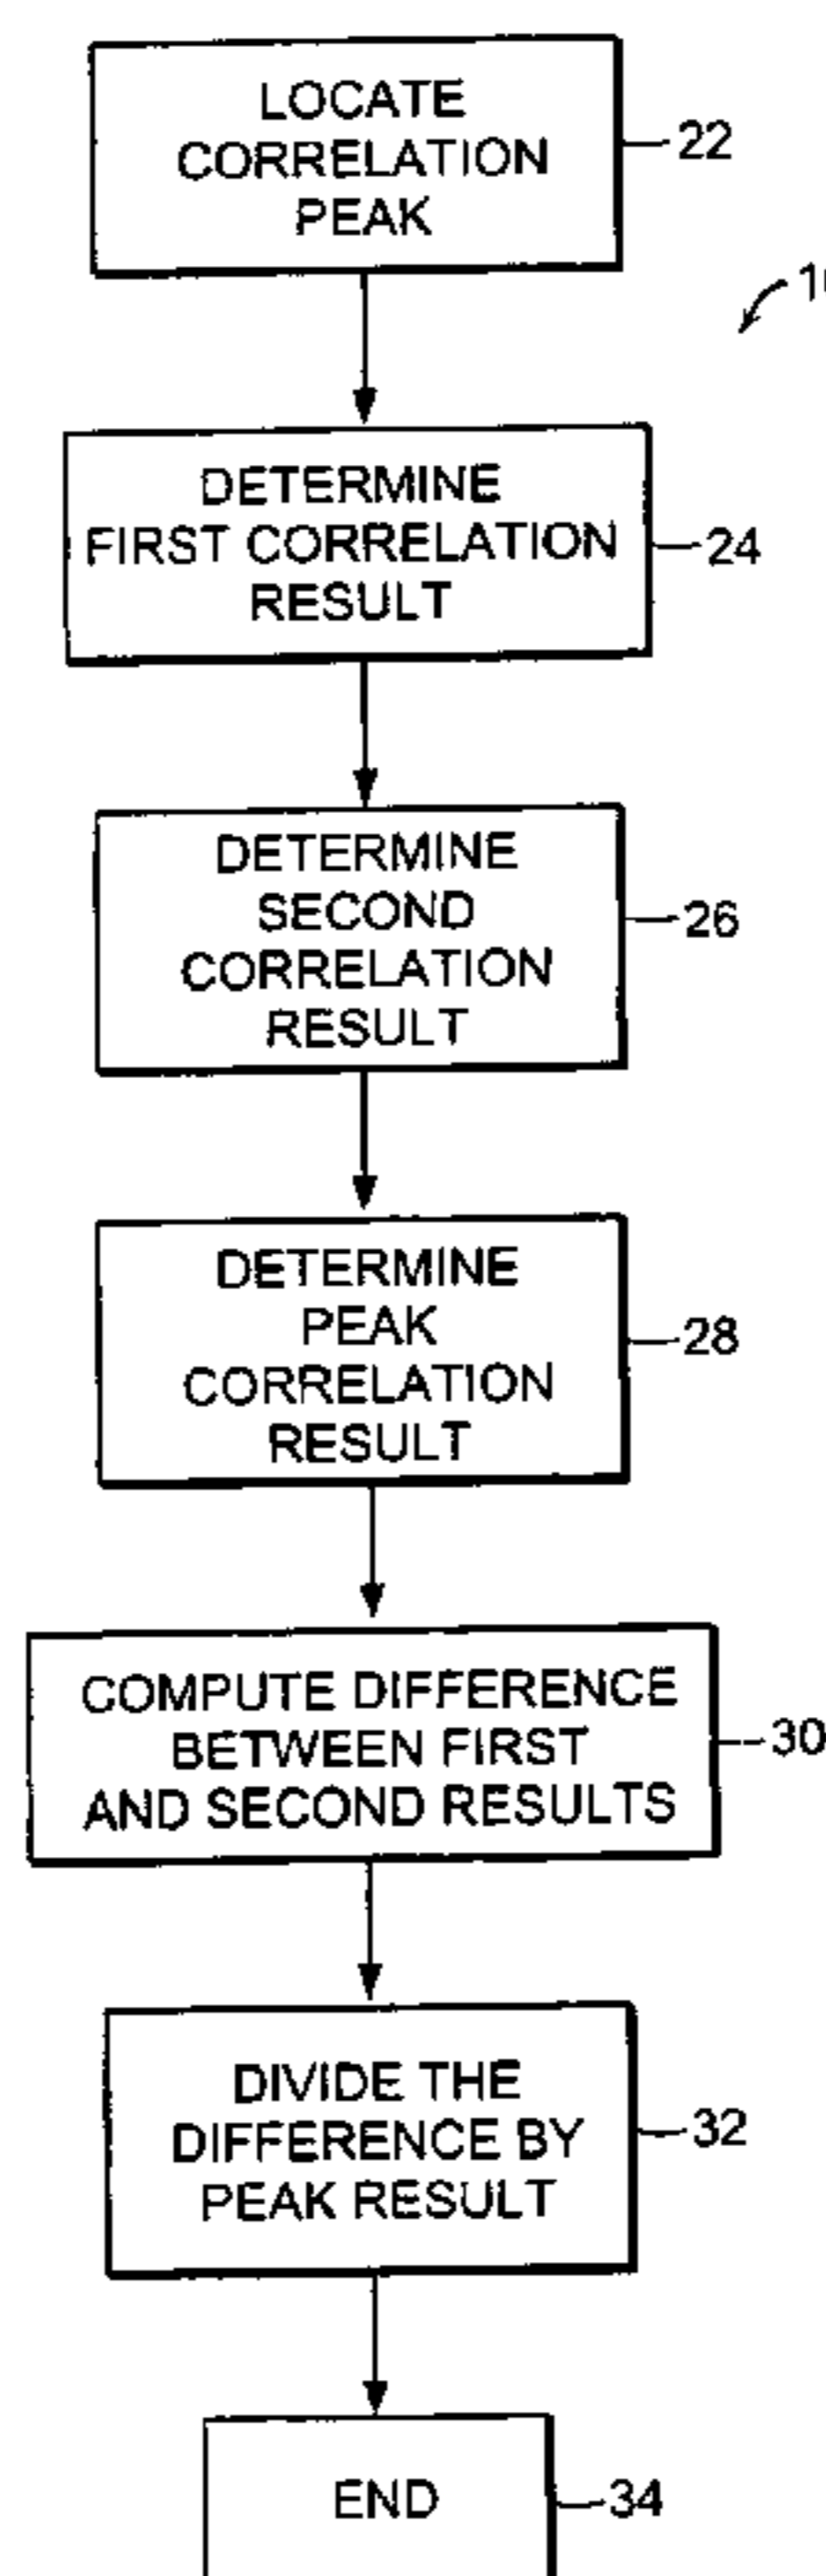 LOCATE
CORRELATION
PEAK
22
DETERMINE
FIRST CORRELATION
RESULT
24
DETERMINE
SECOND
CORRELATION
RESULT
26
DETERMINE
PEAK
CORRELATION
RESULT
28
COMPUTE DIFFERENCE
BETWEEN FIRST
AND SECOND RESULTS
30
DIVIDE THE
DIFFERENCE BY
PEAK RESULT
32
END
34